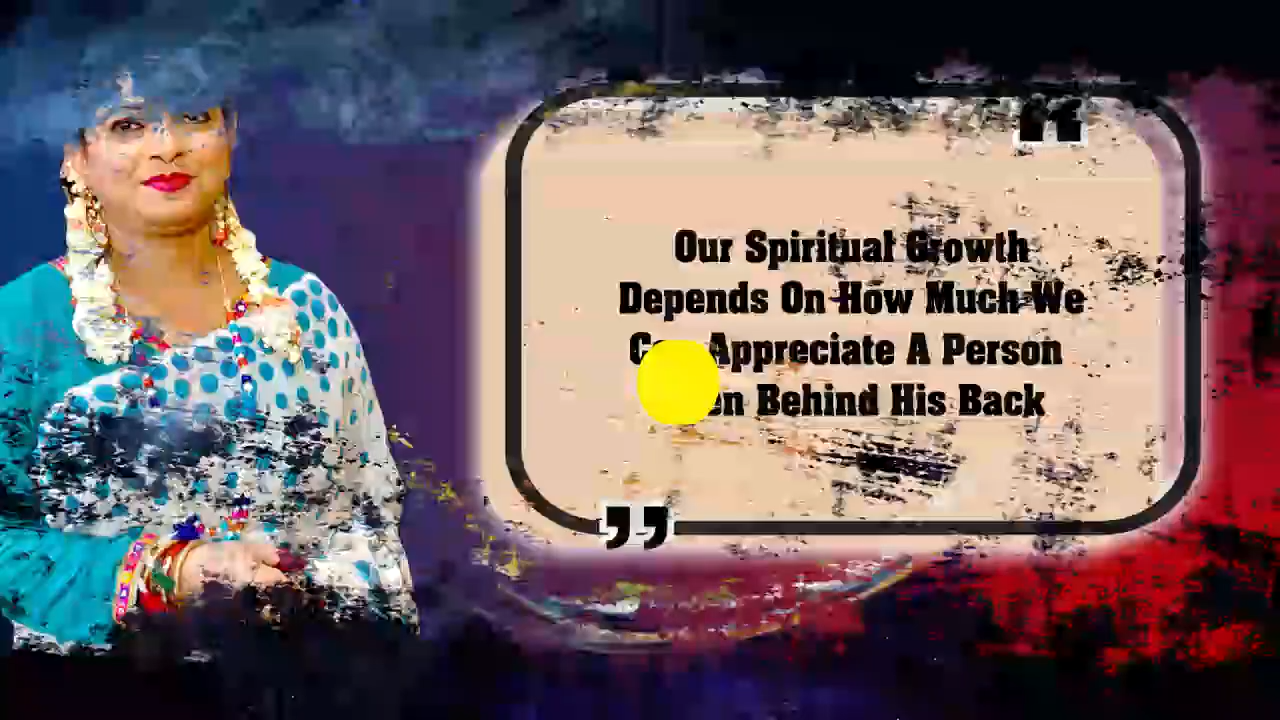 Our Spiritual Growth
Depends On How Much We
Appreciate A Person
Behind His Back